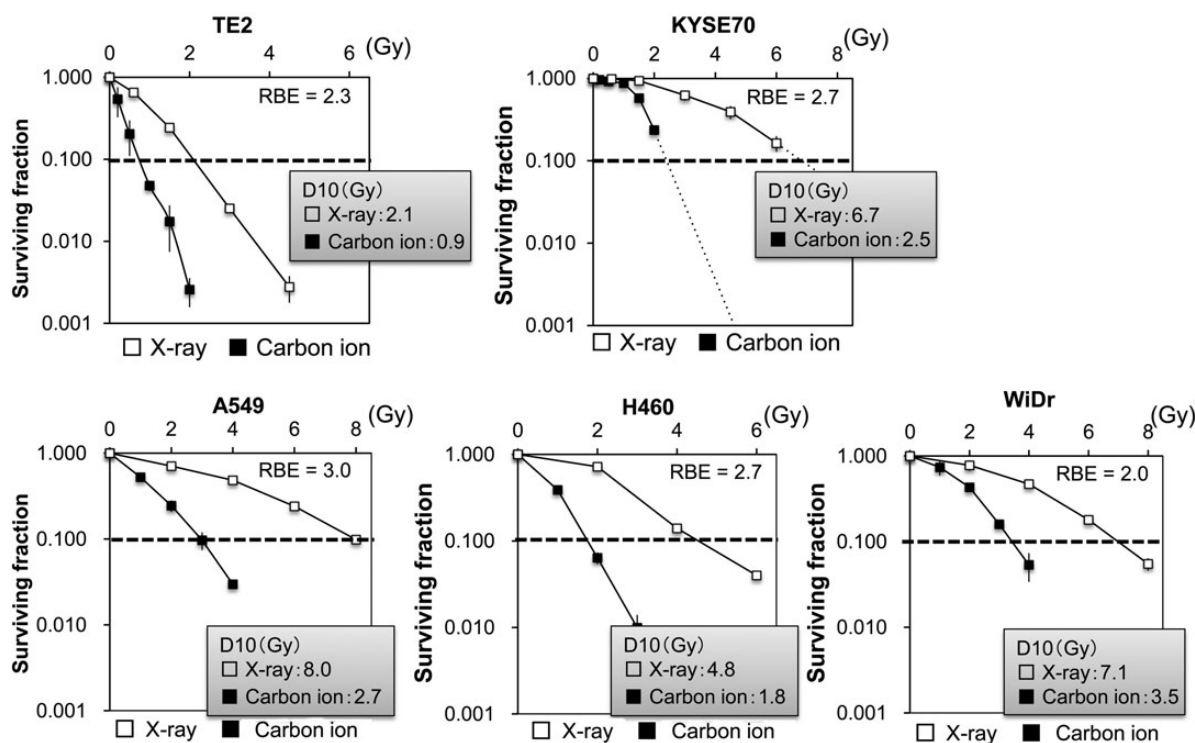 TE2
0 2 4 6 (Gy)
1.000
0.100
0.010
0.001
Surviving fraction
RBE = 2.3
D10(Gy)
□ X-ray:2.1
■ Carbon ion:0.9
□ X-ray ■ Carbon ion
KYSE70
0 2 4 6 8 (Gy)
1.000
0.100
0.010
0.001
Surviving fraction
RBE = 2.7
D10(Gy)
□ X-ray:6.7
■ Carbon ion:2.5
□ X-ray ■ Carbon ion
A549
0 2 4 6 8 (Gy)
1.000
0.100
0.010
0.001
Surviving fraction
RBE = 3.0
D10(Gy)
□ X-ray:8.0
■ Carbon ion:2.7
□ X-ray ■ Carbon ion
H460
0 2 4 6 (Gy)
1.000
0.100
0.010
0.001
Surviving fraction
RBE = 2.7
D10(Gy)
□ X-ray:4.8
■ Carbon ion:1.8
□ X-ray ■ Carbon ion
WiDr
0 2 4 6 8 (Gy)
1.000
0.100
0.010
0.001
Surviving fraction
RBE = 2.0
D10(Gy)
□ X-ray:7.1
■ Carbon ion:3.5
□ X-ray ■ Carbon ion